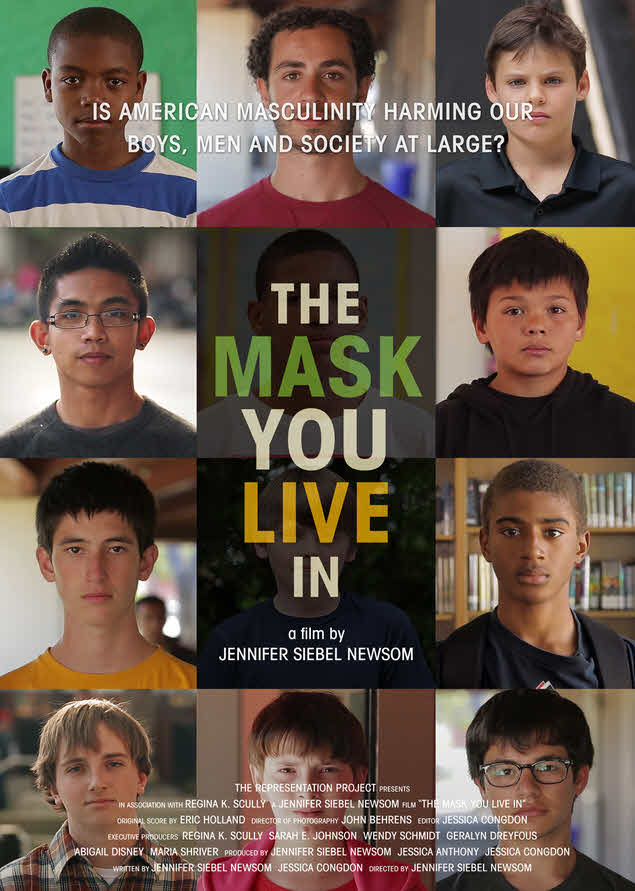 IS AMERICAN MASCULINITY HARMING OUR
BOYS, MEN AND SOCIETY AT LARGE?
THE
MASK
YOU
LIVE
IN
a film by
JENNIFER SIEBEL NEWSOM
THE REPRESENTATION PROJECT PRESENTS
IN ASSOCIATION WITH REGINA K. SCULLY A JENNIFER SIEBEL NEWSOM FILM "THE MASK YOU LIVE IN"
ORIGINAL SCORE BY ERIC HOLLAND DIRECTOR OF PHOTOGRAPHY JOHN BEHRENS EDITOR JESSICA CONGDON
EXECUTIVE PRODUCERS REGINA K. SCULLY SARAH E. JOHNSON WENDY SCHMIDT GERALYN DREYFOUS
ABIGAIL DISNEY MARIA SHRIVER PRODUCED BY JENNIFER SIEBEL NEWSOM JESSICA ANTHONY JESSICA CONGDON
WRITTEN BY JENNIFER SIEBEL NEWSOM JESSICA CONGDON DIRECTED BY JENNIFER SIEBEL NEWSOM